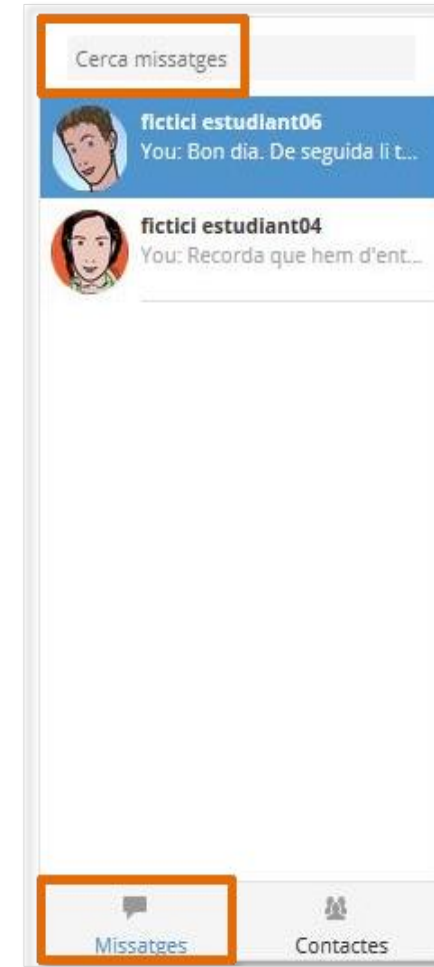 Cerca missatges
fictici estudiant06
You: Bon dia. De seguida li t...
fictici estudiant04
You: Recorda que hem d'ent...
Missatges
Contactes